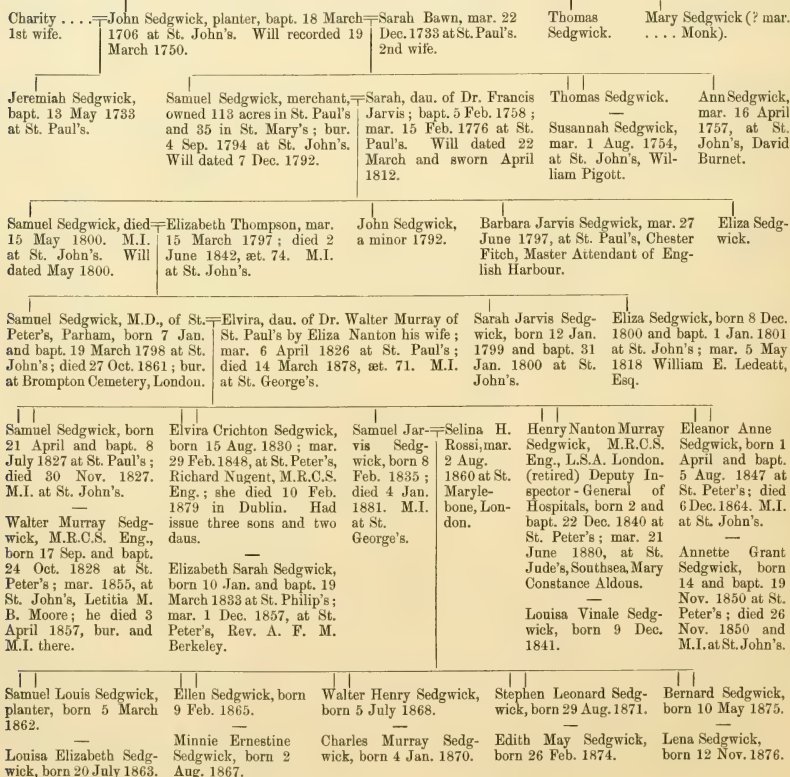 Charity . . . .
1st wife.
John Sedgwick, planter, bapt. 18 March
1706 at St. John's. Will recorded 19
March 1750.
Sarah Bawn, mar. 22
Dec. 1733 at St. Paul's.
2nd wife.
Thomas
Sedgwick.
Mary Sedgwick (? mar.
. . . . Monk).
Jeremiah Sedgwick,
bapt. 13 May 1733
at St. Paul's.
Samuel Sedgwick, merchant,
owned 113 acres in St. Paul's
and 35 in St. Mary's ; bur.
4 Sep. 1794 at St. John's.
Will dated 7 Dec. 1792.
Sarah, dau. of Dr. Francis
Jarvis ; bapt. 5 Feb. 1758 ;
mar. 15 Feb. 1776 at St.
Paul's. Will dated 22
March and sworn April
1812.
Thomas Sedgwick.
—
Susannah Sedgwick,
mar. 1 Aug. 1754,
at St. John's, Wil-
liam Pigott.
Ann Sedgwick,
mar. 16 April
1757, at St.
John's, David
Burnet.
Samuel Sedgwick, died
15 May 1800. M.I.
at St. John's. Will
dated May 1800.
Elizabeth Thompson, mar.
15 March 1797 ; died 2
June 1842, æt. 74. M.I.
at St. John's.
John Sedgwick,
a minor 1792.
Barbara Jarvis Sedgwick, mar. 27
June 1797, at St. Paul's, Chester
Fitch, Master Attendant of Eng-
lish Harbour.
Eliza Sedg-
wick.
Samuel Sedgwick, M.D., of St.
Peter's, Parham, born 7 Jan.
and bapt. 19 March 1798 at St.
John's ; died 27 Oct. 1861 ; bur.
at Brompton Cemetery, London.
Elvira, dau. of Dr. Walter Murray of
St. Paul's by Eliza Nanton his wife ;
mar. 6 April 1826 at St. Paul's ;
died 14 March 1878, æt. 71. M.I.
at St. George's.
Sarah Jarvis Sedg-
wick, born 12 Jan.
1799 and bapt. 31
Jan. 1800 at St.
John's.
Eliza Sedgwick, born 8 Dec.
1800 and bapt. 1 Jan. 1801
at St. John's ; mar. 5 May
1818 William E. Ledeatt,
Esq.
Samuel Sedgwick, born
21 April and bapt. 8
July 1827 at St. Paul's ;
died 30 Nov. 1827.
M.I. at St. John's.
—
Walter Murray Sedg-
wick, M.R.C.S. Eng.,
born 17 Sep. and bapt.
24 Oct. 1828 at St.
Peter's ; mar. 1855, at
St. John's, Letitia M.
B. Moore ; he died 3
April 1857, bur. and
M.I. there.
Elvira Crichton Sedgwick,
born 15 Aug. 1830 ; mar.
29 Feb. 1848, at St. Peter's,
Richard Nugent, M.R.C.S.
Eng. ; she died 10 Feb.
1879 in Dublin. Had
issue three sons and two
daus.
—
Elizabeth Sarah Sedgwick,
born 10 Jan. and bapt. 19
March 1833 at St. Philip's ;
mar. 1 Dec. 1857, at St.
Peter's, Rev. A. F. M.
Berkeley.
Samuel Jar-
vis Sedg-
wick, born 8
Feb. 1835 ;
died 4 Jan.
1881. M.I.
at St.
George's.
Selina H.
Rossi, mar.
2 Aug.
1860 at St.
Maryle-
bone, Lon-
don.
Henry Nanton Murray
Sedgwick, M.R.C.S.
Eng., L.S.A. London.
(retired) Deputy In-
spector - General of
Hospitals, born 2 and
bapt. 22 Dec. 1840 at
St. Peter's ; mar. 21
June 1880, at St.
Jude's, Southsea, Mary
Constance Aldous.
—
Louisa Vinale Sedg-
wick, born 9 Dec.
1841.
Eleanor Anne
Sedgwick, born 1
April and bapt.
5 Aug. 1847 at
St. Peter's ; died
6 Dec. 1864. M.I.
at St. John's.
—
Annette Grant
Sedgwick, born
14 and bapt. 19
Nov. 1850 at St.
Peter's ; died 26
Nov. 1850 and
M.I. at St. John's.
Samuel Louis Sedgwick,
planter, born 5 March
1862.
—
Louisa Elizabeth Sedg-
wick, born 20 July 1863.
Ellen Sedgwick, born
9 Feb. 1865.
—
Minnie Ernestine
Sedgwick, born 2
Aug. 1867.
Walter Henry Sedgwick,
born 5 July 1868.
—
Charles Murray Sedg-
wick, born 4 Jan. 1870.
Stephen Leonard Sedg-
wick, born 29 Aug. 1871.
—
Edith May Sedgwick,
born 26 Feb. 1874.
Bernard Sedgwick,
born 10 May 1875.
—
Lena Sedgwick,
born 12 Nov. 1876.